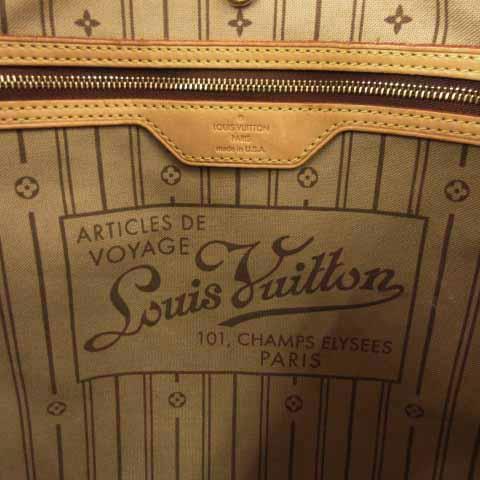 LOUIS VUITTON
PARIS
made in U.S.A.
ARTICLES DE
VOYAGE
Louis Vuitton
101, CHAMPS ELYSEES
PARIS